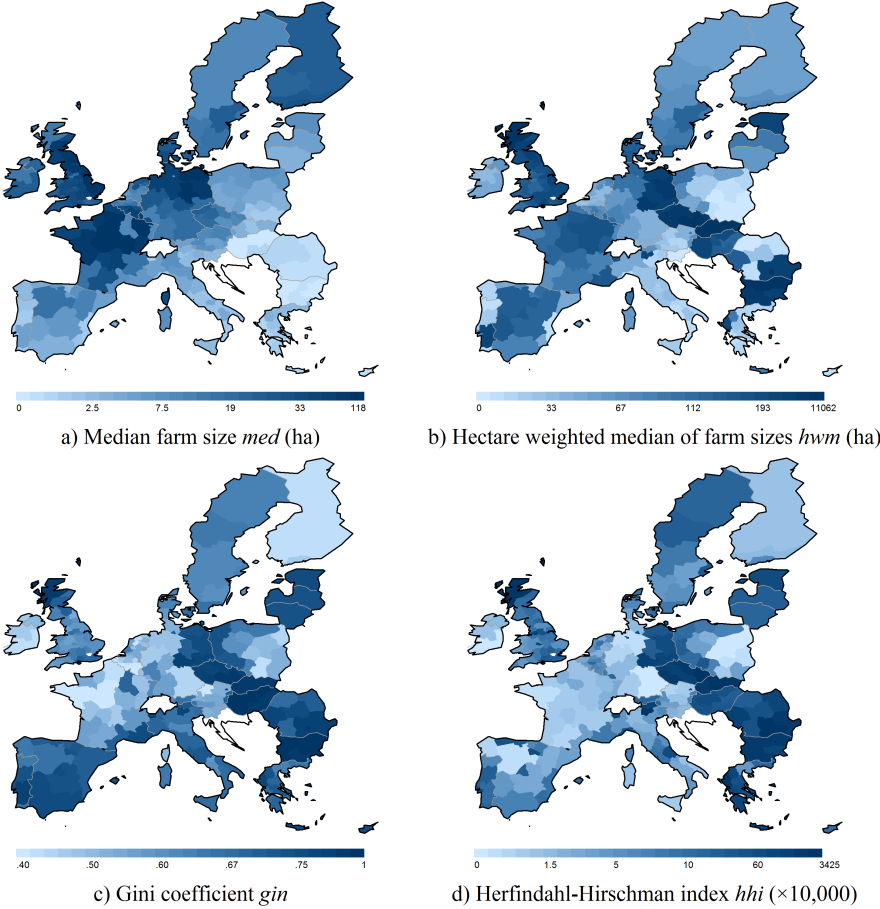 0 2.5 7.5 19 33 118
0 33 67 112 193 11062
a) Median farm size med (ha)
b) Hectare weighted median of farm sizes hwm (ha)
.40 .50 .60 .67 .75 1
0 1.5 5 10 60 3425
c) Gini coefficient gin
d) Herfindahl-Hirschman index hhi (×10,000)